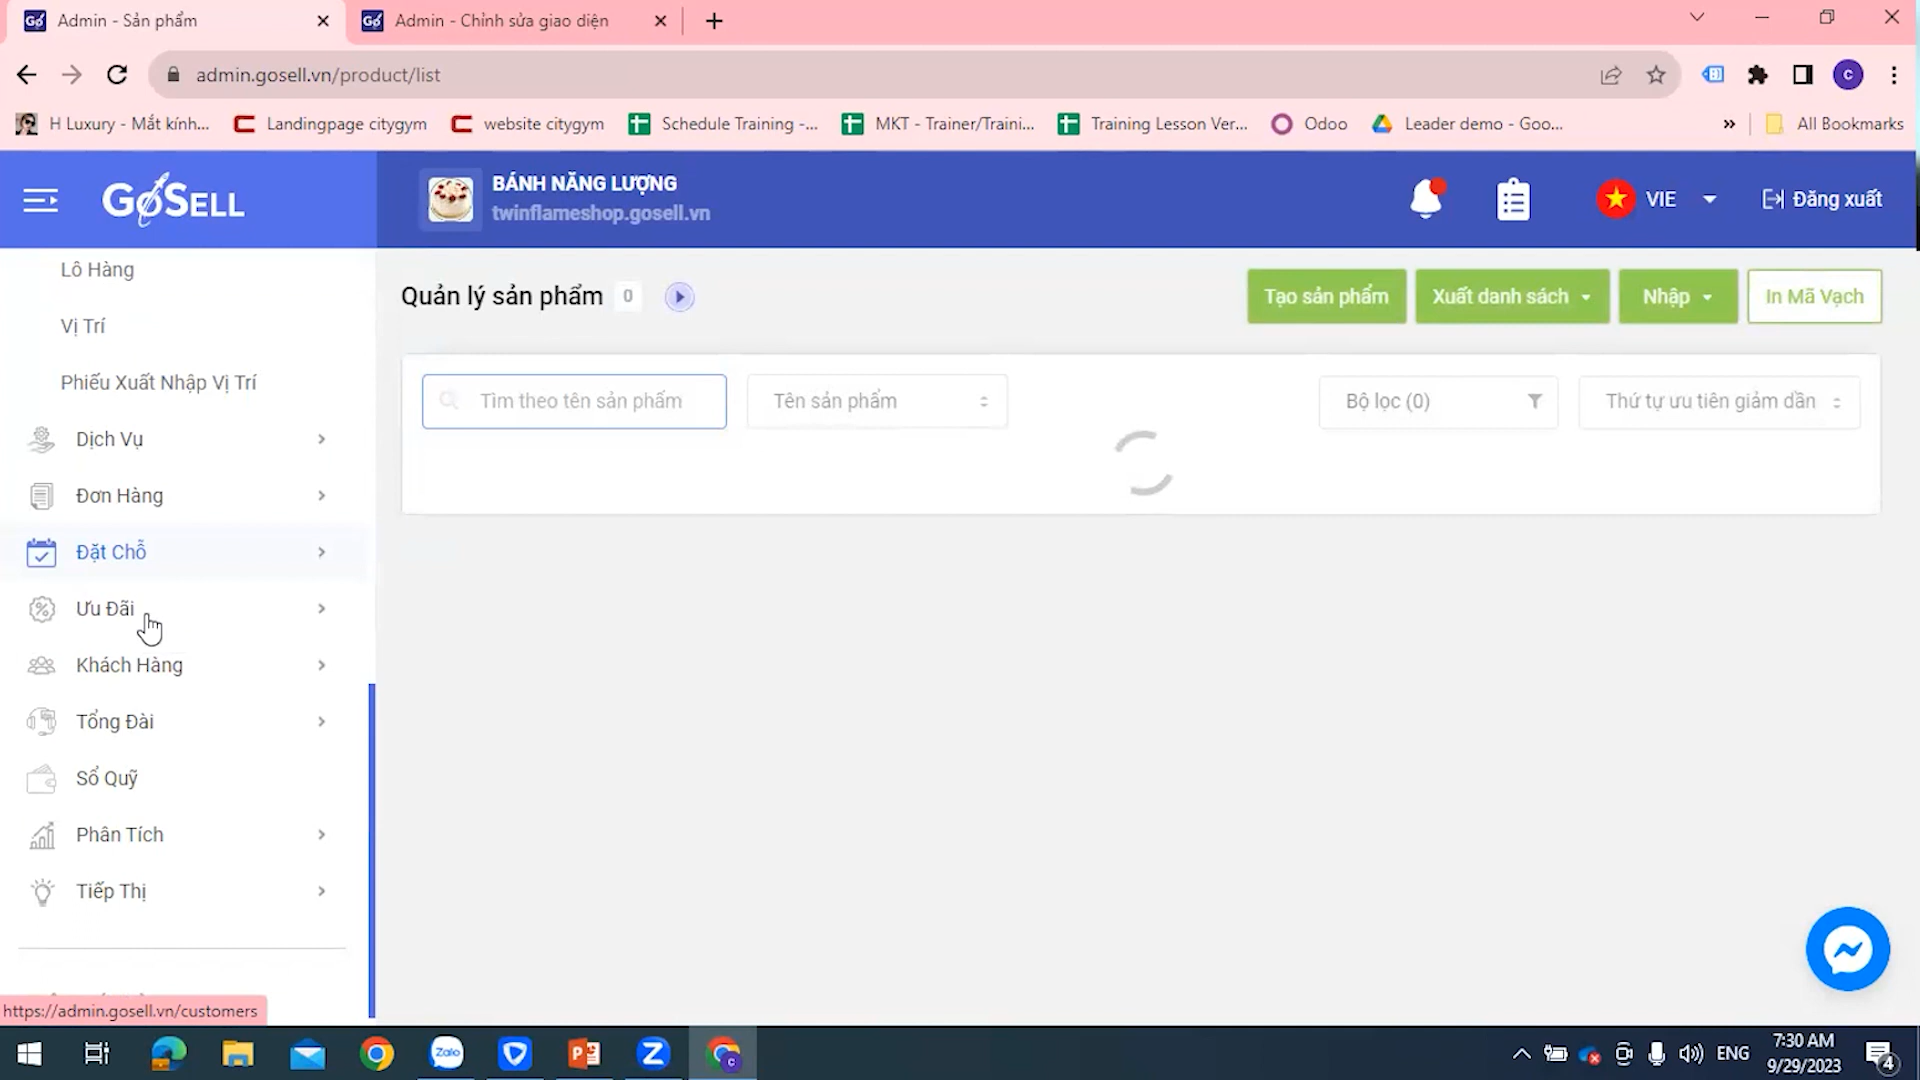 Admin - Sản phẩm
Admin - Chỉnh sửa giao diện
admin.gosell.vn/product/list
C
H Luxury - Mắt kính...
Landingpage citygym
website citygym
Schedule Training -...
MKT - Trainer/Traini...
Training Lesson Ver...
Odoo
Leader demo - Goo...
»
All Bookmarks
GOSELL
BÁNH NĂNG LƯỢNG
twinflameshop.gosell.vn
VIE
Đăng xuất
Lô Hàng
Vị Trí
Phiếu Xuất Nhập Vị Trí
Dịch Vụ
Đơn Hàng
Đặt Chỗ
Ưu Đãi
Khách Hàng
Tổng Đài
Sổ Quỹ
Phân Tích
Tiếp Thị
Quản lý sản phẩm
0
Tạo sản phẩm
Xuất danh sách
Nhập
In Mã Vạch
Tìm theo tên sản phẩm
Tên sản phẩm
Bộ lọc (0)
Thứ tự ưu tiên giảm dần
https://admin.gosell.vn/customers
Zalo
ENG
7:30 AM
9/29/2023
4